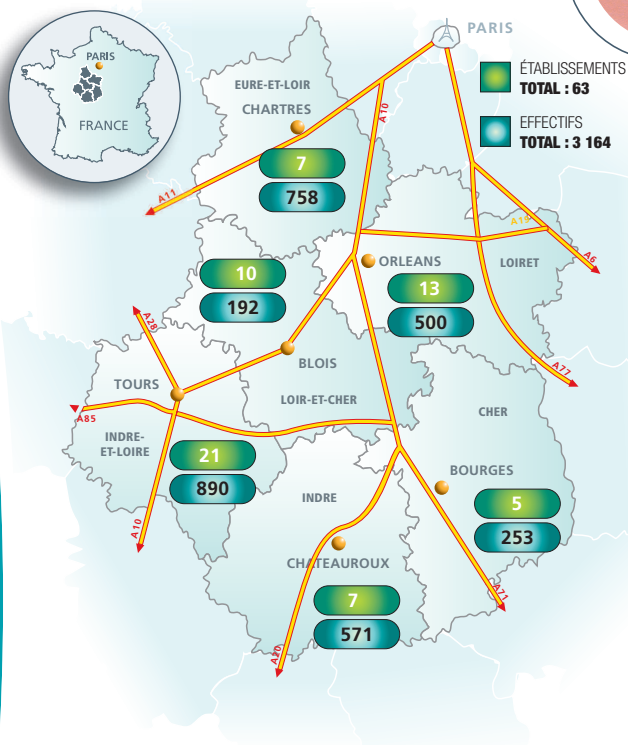 PARIS
PARIS
FRANCE
ÉTABLISSEMENTS
TOTAL : 63
EFFECTIFS
TOTAL : 3 164
EURE-ET-LOIR
CHARTRES
A10
7
758
A11
A19
A6
ORLEANS
LOIRET
10
192
13
500
A28
BLOIS
A77
TOURS
LOIR-ET-CHER
CHER
A85
INDRE-
ET-LOIRE
21
890
BOURGES
INDRE
5
253
A10
CHATEAUROUX
7
571
A71
A20